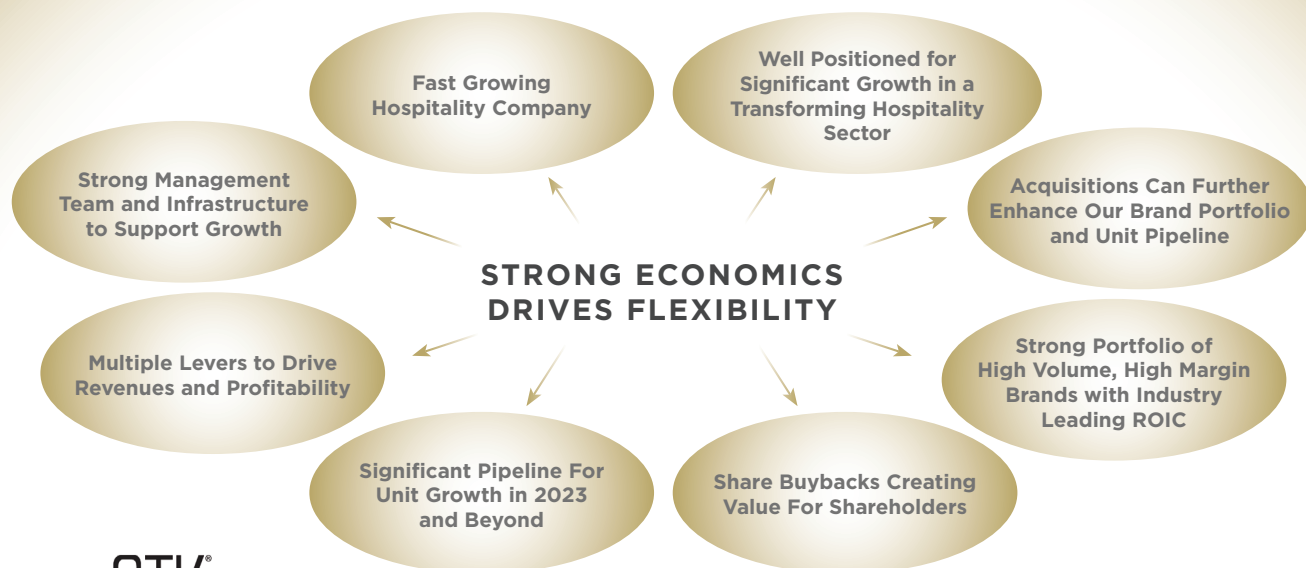 Fast Growing
Hospitality Company
Well Positioned for
Significant Growth in a
Transforming Hospitality
Sector
Strong Management
Team and Infrastructure
to Support Growth
Acquisitions Can Further
Enhance Our Brand Portfolio
and Unit Pipeline
STRONG ECONOMICS
DRIVES FLEXIBILITY
Multiple Levers to Drive
Revenues and Profitability
Strong Portfolio of
High Volume, High Margin
Brands with Industry
Leading ROIC
Significant Pipeline For
Unit Growth in 2023
and Beyond
Share Buybacks Creating
Value For Shareholders